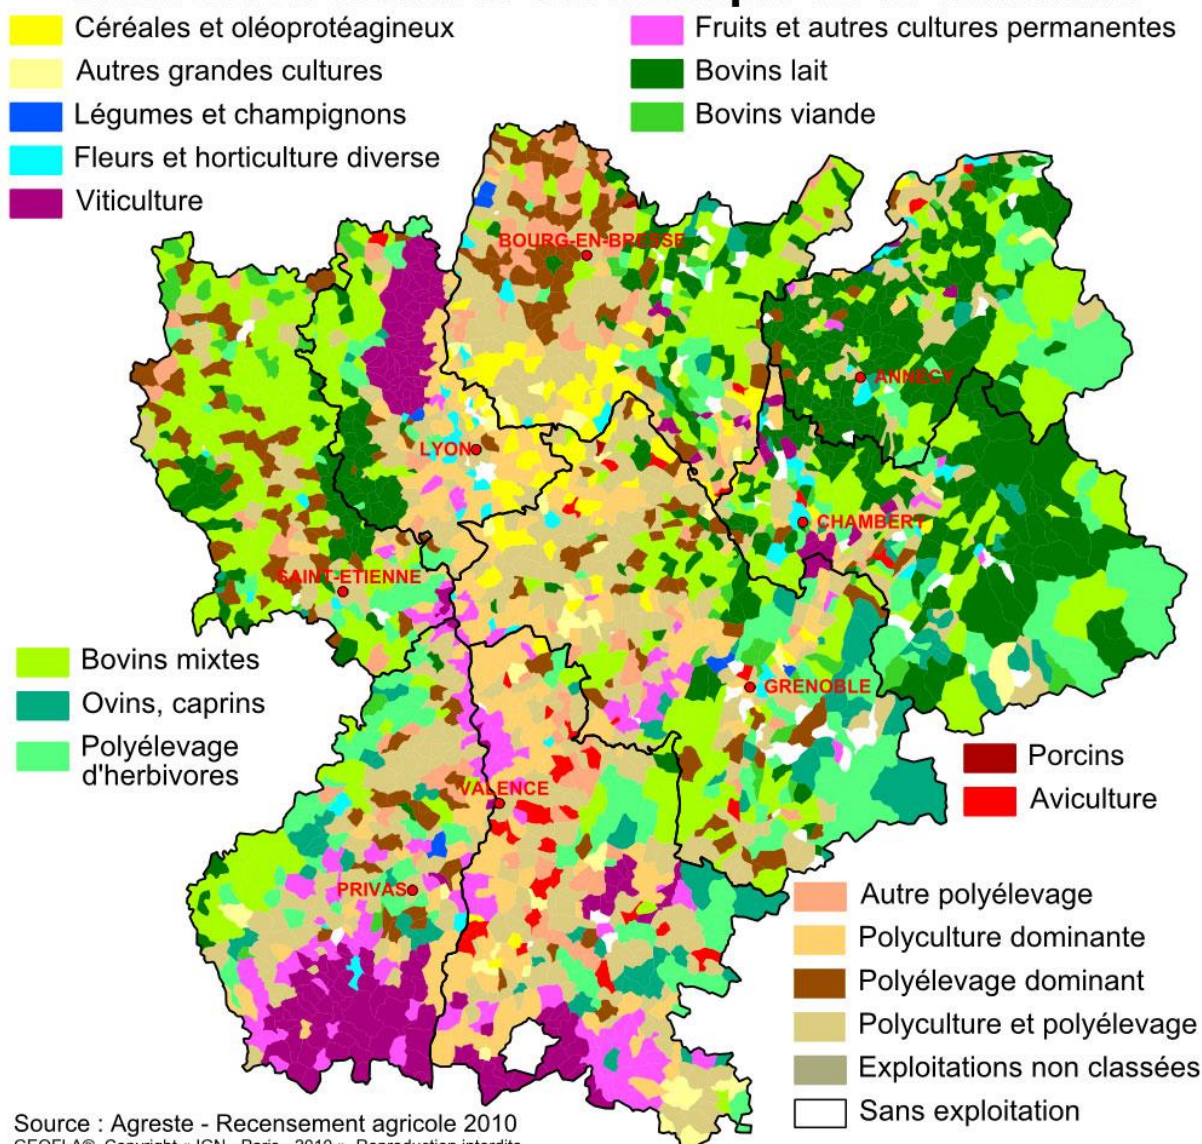 Céréales et oléoprotéagineux
Autres grandes cultures
Légumes et champignons
Fleurs et horticulture diverse
Viticulture
Fruits et autres cultures permanentes
Bovins lait
Bovins viande
BOURG-EN-BRESSE
ANNECY
LYON
CHAMBERY
SAINT-ETIENNE
GRENOBLE
VALENCE
PRIVAS
Bovins mixtes
Ovins, caprins
Polyélevage
d'herbivores
Porcins
Aviculture
Autre polyélevage
Polyculture dominante
Polyélevage dominant
Polyculture et polyélevage
Exploitations non classées
Sans exploitation
Source : Agreste - Recensement agricole 2010